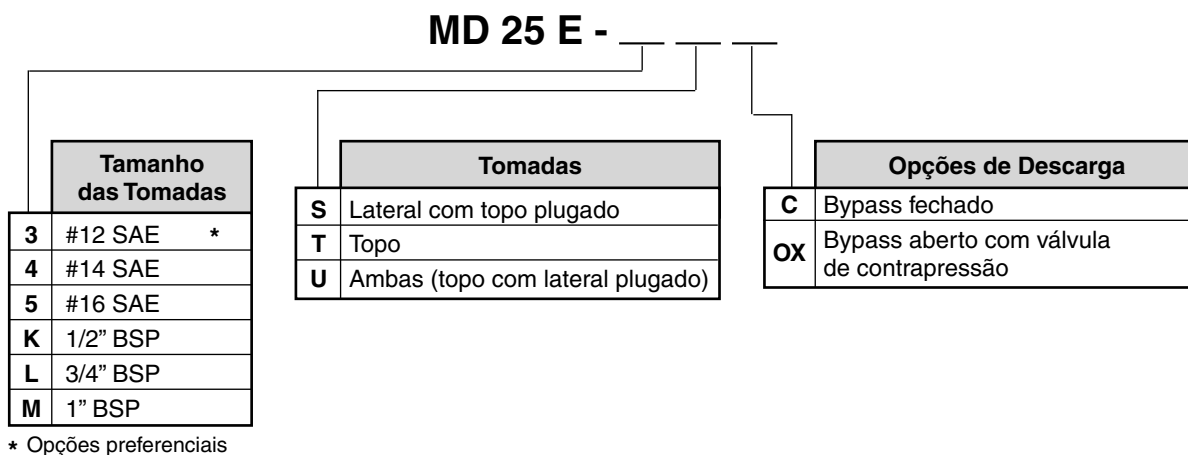 MD 25 E - __ __ __
Tamanho
das Tomadas
3 #12 SAE *
4 #14 SAE
5 #16 SAE
K 1/2” BSP
L 3/4” BSP
M 1” BSP
* Opções preferenciais
Tomadas
S Lateral com topo plugado
T Topo
U Ambas (topo com lateral plugado)
Opções de Descarga
C Bypass fechado
OX Bypass aberto com válvula
de contrapressão